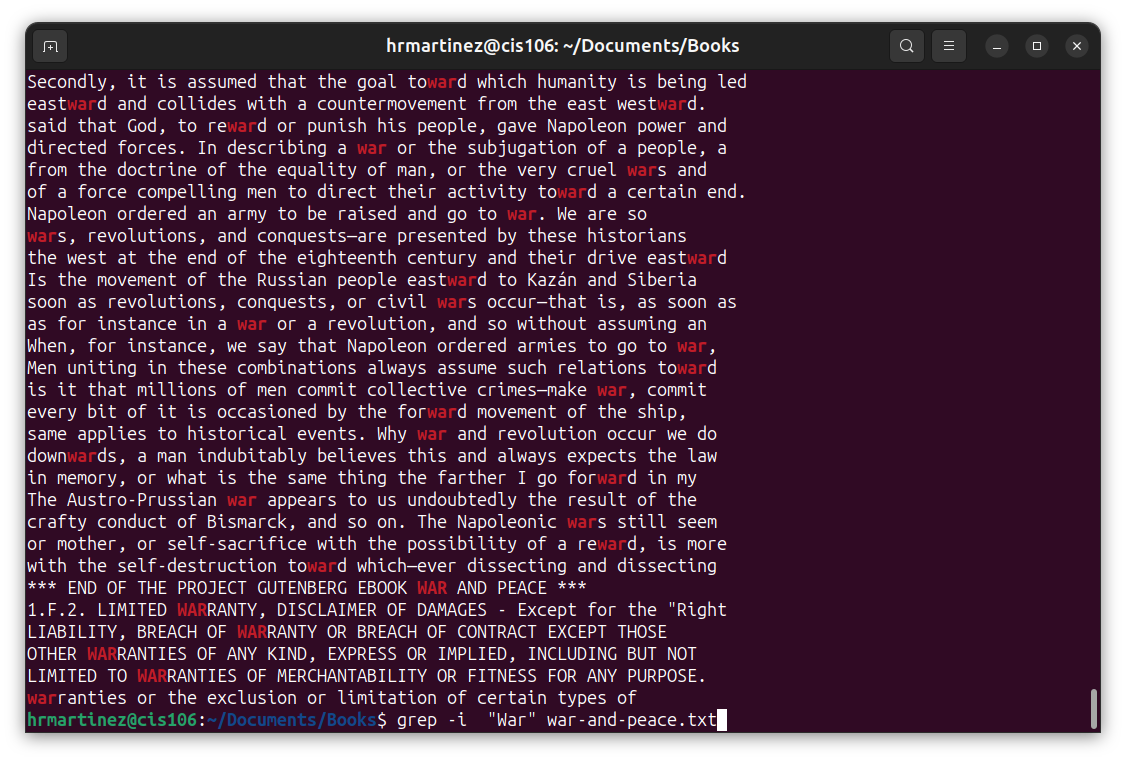 hrmartinez@cis106: ~/Documents/Books
Secondly, it is assumed that the goal toward which humanity is being led
eastward and collides with a countermovement from the east westward.
said that God, to reward or punish his people, gave Napoleon power and
directed forces. In describing a war or the subjugation of a people, a
from the doctrine of the equality of man, or the very cruel wars and
of a force compelling men to direct their activity toward a certain end.
Napoleon ordered an army to be raised and go to war. We are so
wars, revolutions, and conquests—are presented by these historians
the west at the end of the eighteenth century and their drive eastward
Is the movement of the Russian people eastward to Kazán and Siberia
soon as revolutions, conquests, or civil wars occur—that is, as soon as
as for instance in a war or a revolution, and so without assuming an
When, for instance, we say that Napoleon ordered armies to go to war,
Men uniting in these combinations always assume such relations toward
is it that millions of men commit collective crimes—make war, commit
every bit of it is occasioned by the forward movement of the ship,
same applies to historical events. Why war and revolution occur we do
downwards, a man indubitably believes this and always expects the law
in memory, or what is the same thing the farther I go forward in my
The Austro-Prussian war appears to us undoubtedly the result of the
crafty conduct of Bismarck, and so on. The Napoleonic wars still seem
or mother, or self-sacrifice with the possibility of a reward, is more
with the self-destruction toward which—ever dissecting and dissecting
*** END OF THE PROJECT GUTENBERG EBOOK WAR AND PEACE ***
1.F.2. LIMITED WARRANTY, DISCLAIMER OF DAMAGES - Except for the "Right
LIABILITY, BREACH OF WARRANTY OR BREACH OF CONTRACT EXCEPT THOSE
OTHER WARRANTIES OF ANY KIND, EXPRESS OR IMPLIED, INCLUDING BUT NOT
LIMITED TO WARRANTIES OF MERCHANTABILITY OR FITNESS FOR ANY PURPOSE.
warranties or the exclusion or limitation of certain types of
hrmartinez@cis106:~/Documents/Books$ grep -i  "War" war-and-peace.txt